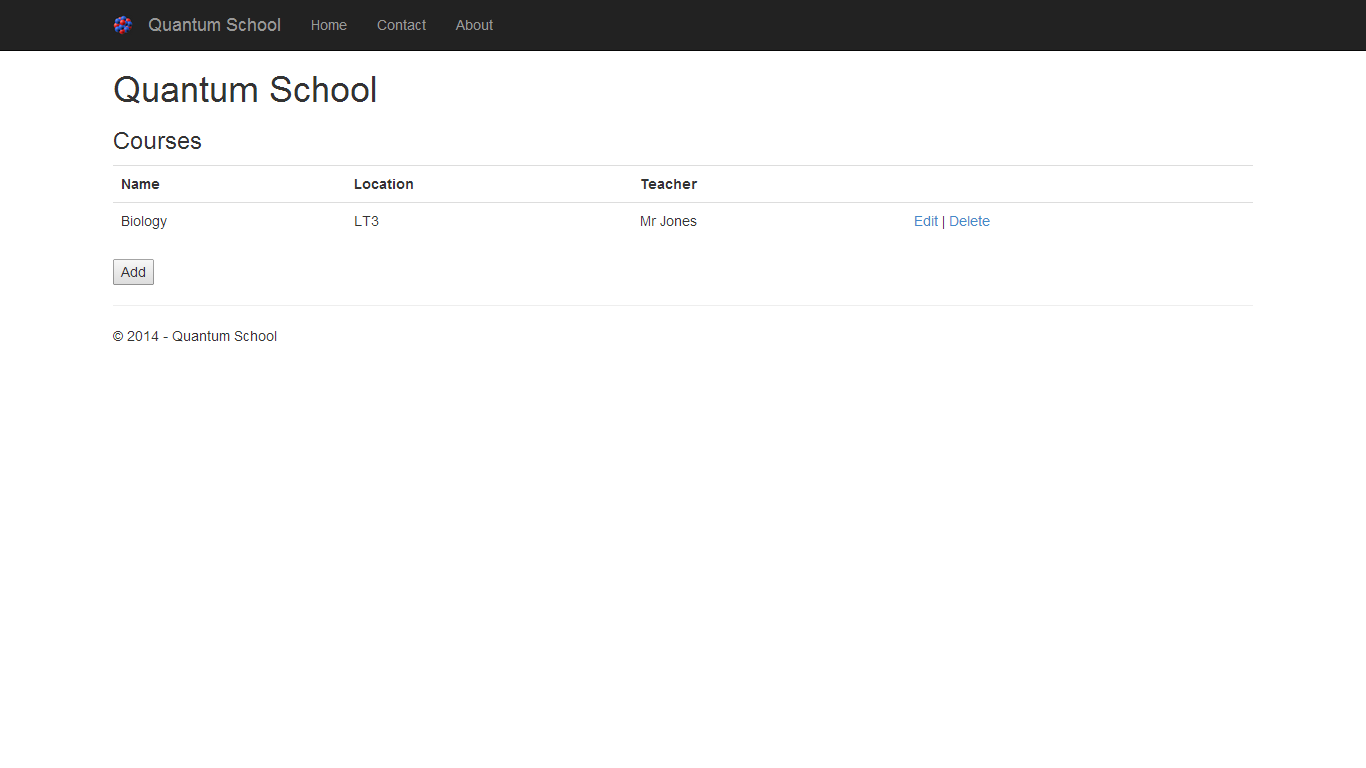 Quantum School Home Contact About
Quantum School
Courses
Name Location Teacher
Biology LT3 Mr Jones Edit | Delete
Add
© 2014 - Quantum School